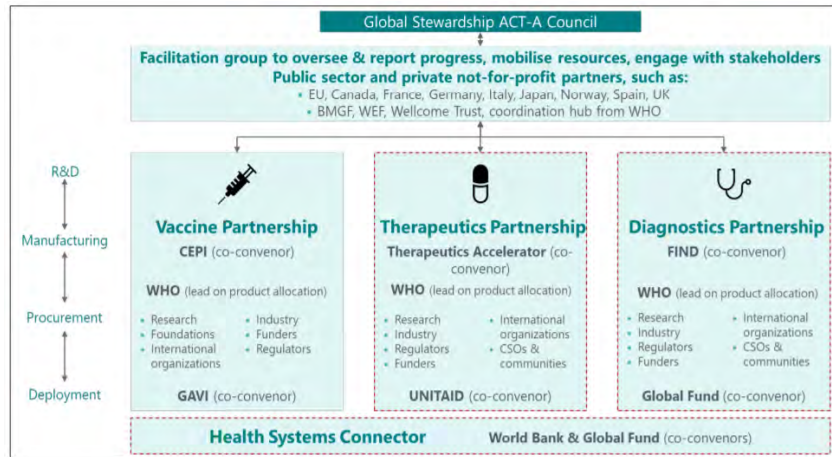 Global Stewardship ACT-A Council
Facilitation group to oversee & report progress, mobilise resources, engage with stakeholders
Public sector and private not-for-profit partners, such as:
• EU, Canada, France, Germany, Italy, Japan, Norway, Spain, UK
• BMGF, WEF, Wellcome Trust, coordination hub from WHO
R&D
Manufacturing
Procurement
Deployment
Vaccine Partnership
CEPI (co-convenor)
WHO (lead on product allocation)
• Research
• Foundations
• International
organizations
• Industry
• Funders
• Regulators
GAVI (co-convenor)
Therapeutics Partnership
Therapeutics Accelerator (co-
convenor)
WHO (lead on product allocation)
• Research
• Industry
• Regulators
• Funders
• International
organizations
• CSOs &
communities
UNITAID (co-convenor)
Diagnostics Partnership
FIND (co-convenor)
WHO (lead on product allocation)
• Research
• Industry
• Regulators
• Funders
• International
organizations
• CSOs &
communities
Global Fund (co-convenor)
Health Systems Connector World Bank & Global Fund (co-convenors)